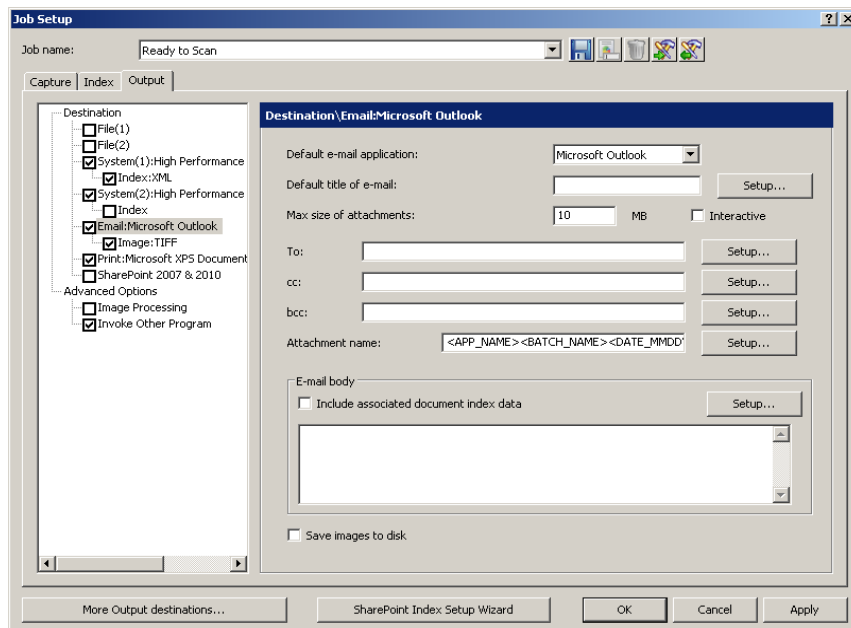 Job Setup
Job name: Ready to Scan
Capture Index Output
Destination
File(1)
File(2)
System(1):High Performance
Index:XML
System(2):High Performance
Index
Email:Microsoft Outlook
Image:TIFF
Print:Microsoft XPS Document
SharePoint 2007 & 2010
Advanced Options
Image Processing
Invoke Other Program
Destination\Email:Microsoft Outlook
Default e-mail application: Microsoft Outlook
Default title of e-mail: Setup...
Max size of attachments: 10 MB Interactive
To: Setup...
cc: Setup...
bcc: Setup...
Attachment name: <APP_NAME><BATCH_NAME><DATE_MMDD Setup...
E-mail body
Include associated document index data Setup...
Save images to disk
More Output destinations... SharePoint Index Setup Wizard OK Cancel Apply